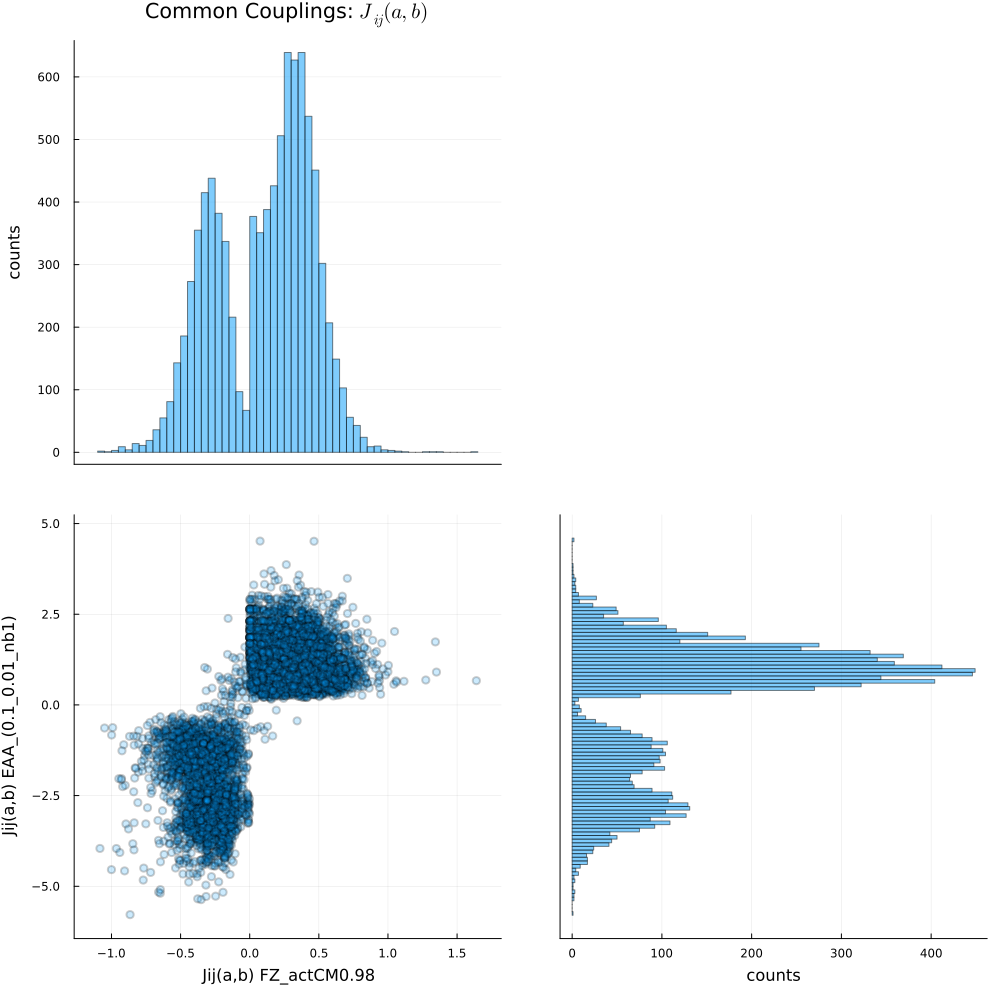 Common Couplings: J_ij(a, b)
600
500
400
300
200
100
0
counts
5.0
2.5
0.0
−2.5
−5.0
Jij(a,b) EAA_(0.1_0.01_nb1)
−1.0 −0.5 0.0 0.5 1.0 1.5
Jij(a,b) FZ_actCM0.98
0 100 200 300 400
counts